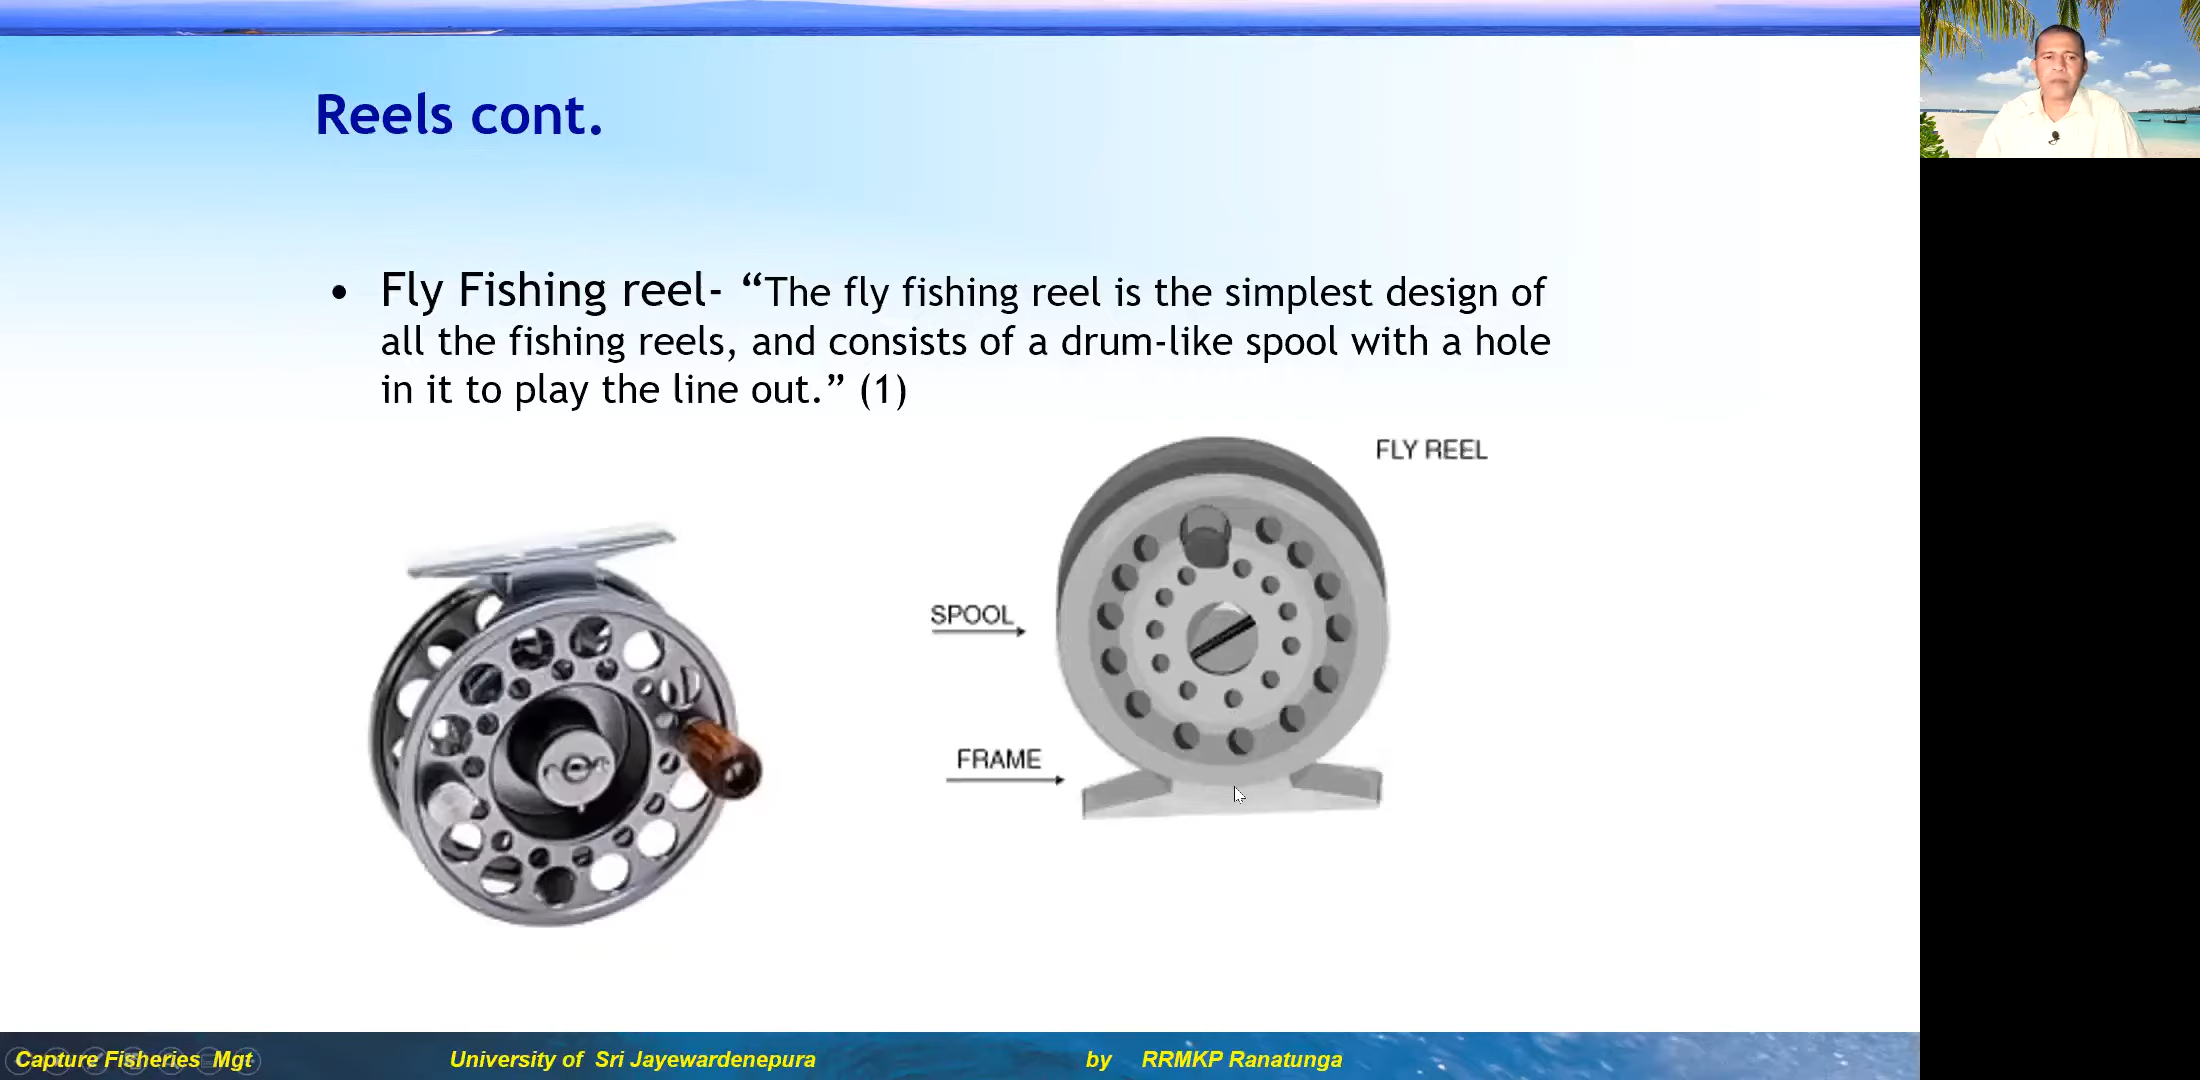 Reels cont.
• Fly Fishing reel- “The fly fishing reel is the simplest design of
all the fishing reels, and consists of a drum-like spool with a hole
in it to play the line out.” (1)
FLY REEL
SPOOL
FRAME
Capture Fisheries Mgt University of Sri Jayewardenepura by RRMKP Ranatunga